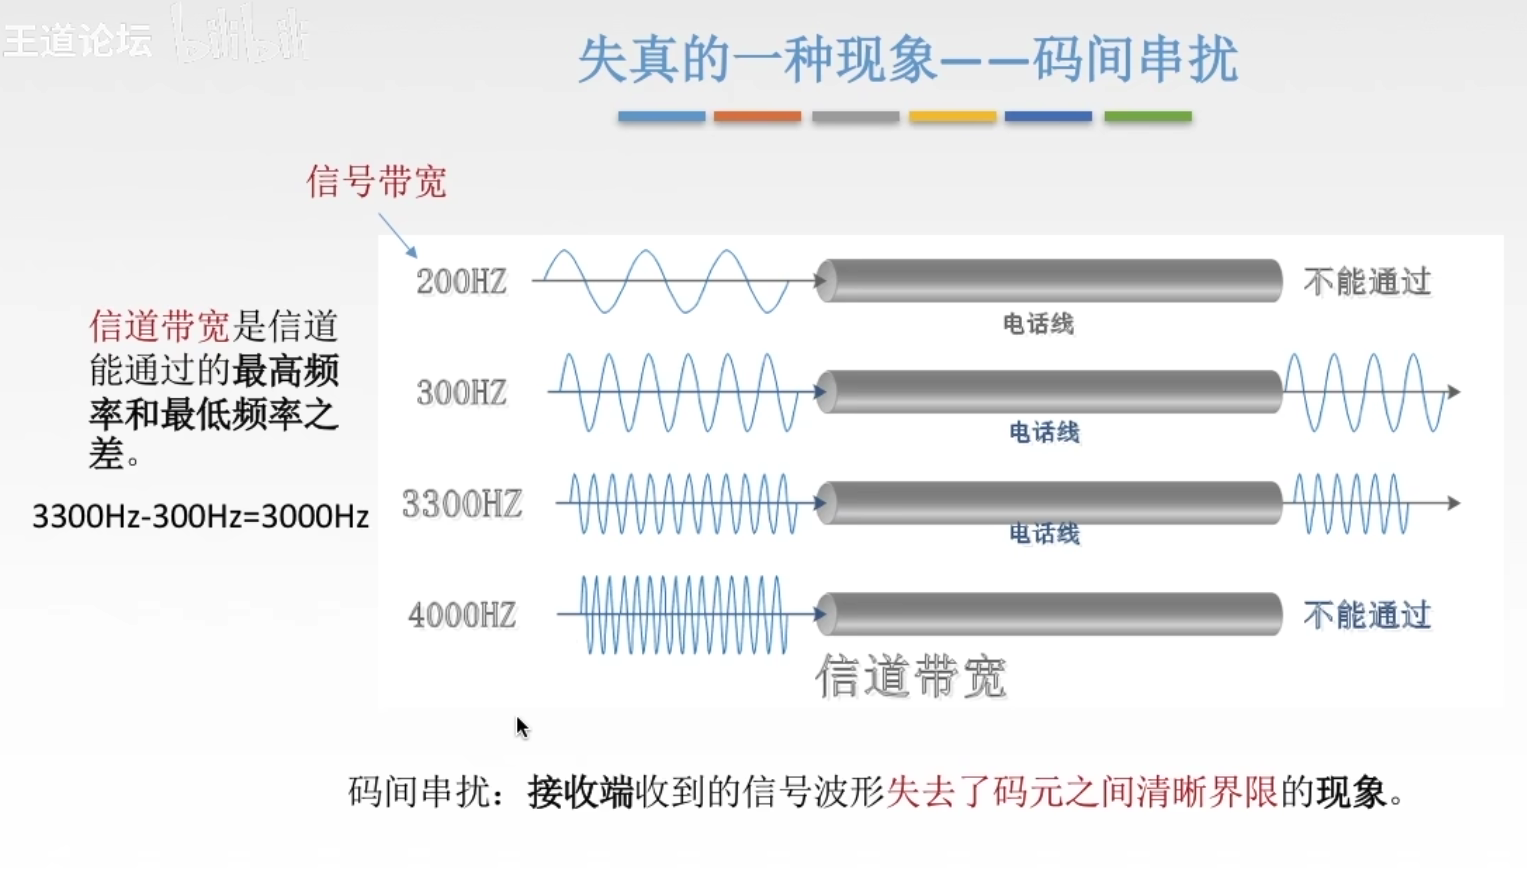 王道论坛 bilibili
失真的一种现象——码间串扰
信号带宽
200HZ
不能通过
电话线
信道带宽是信道
能通过的最高频
率和最低频率之
差。
300HZ
电话线
3300Hz-300Hz=3000Hz
3300HZ
电话线
4000HZ
不能通过
信道带宽
码间串扰：接收端收到的信号波形失去了码元之间清晰界限的现象。